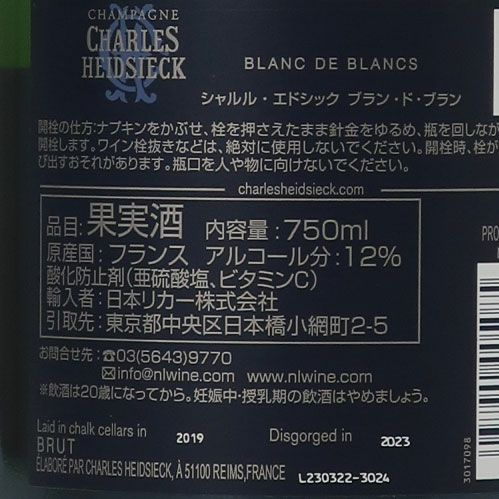 CHAMPAGNE
CHARLES
HEIDSIECK
BLANC DE BLANCS
シャルル・エドシック ブラン・ド・ブラン
開栓の仕方:ナプキンをかぶせ、栓を押さえたまま針金をゆるめ、瓶を回しなが
開栓します。ワイン栓抜きなどは、絶対に使用しないでください。開栓時、栓が
び出すおそれがあります。瓶口を人や物に向けないでください。
charlesheidsieck.com
品目:果実酒 内容量:750ml
原産国:フランス アルコール分:12%
酸化防止剤(亜硫酸塩、ビタミンC)
輸入者:日本リカー株式会社
引取先:東京都中央区日本橋小網町2-5
お問合せ先:☎03(5643)9770
✉info@nlwine.com www.nlwine.com
※飲酒は20歳になってから。妊娠中・授乳期の飲酒はやめましょう。
Laid in chalk cellars in 2019 Disgorged in 2023
BRUT
ÉLABORÉ PAR CHARLES HEIDSIECK, À 51100 REIMS, FRANCE
L230322-3024
PRO
3017098